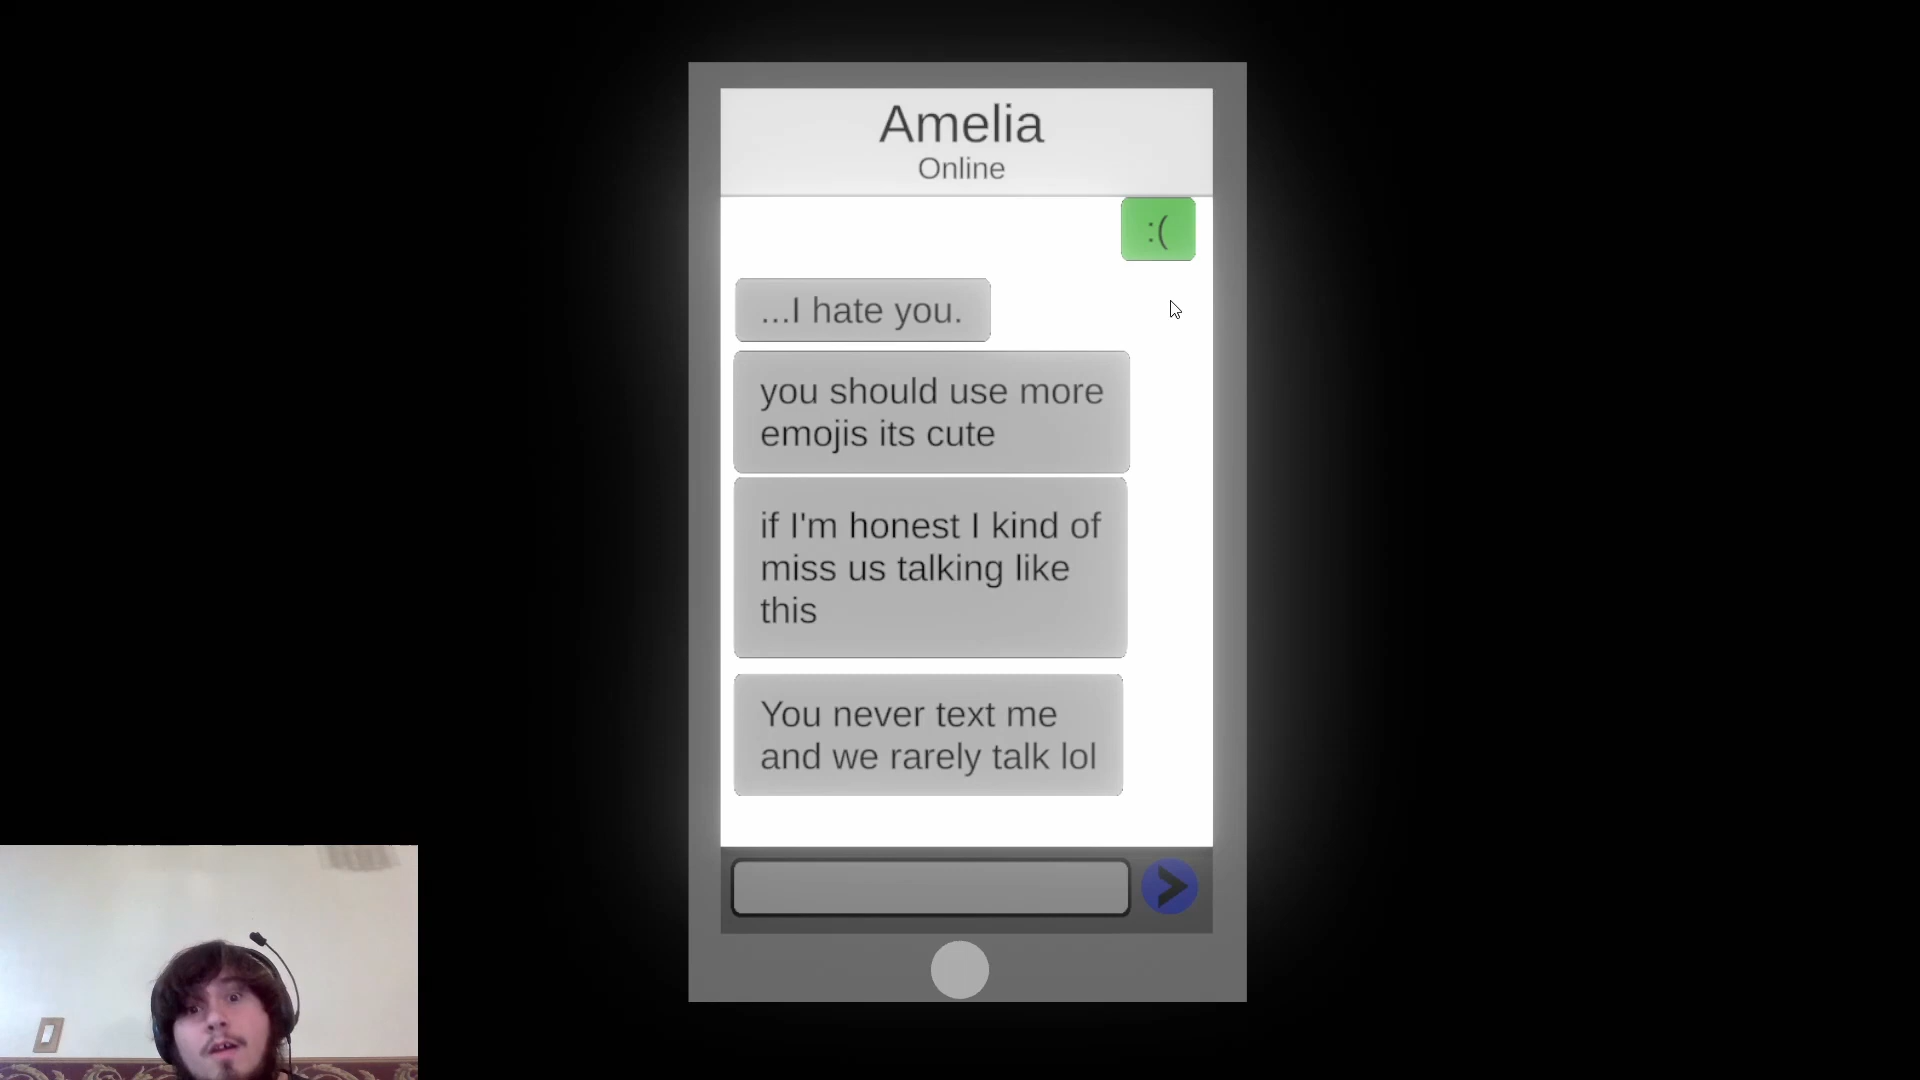 Amelia
Online
:(
...I hate you.
you should use more
emojis its cute
if I'm honest I kind of
miss us talking like
this
You never text me
and we rarely talk lol